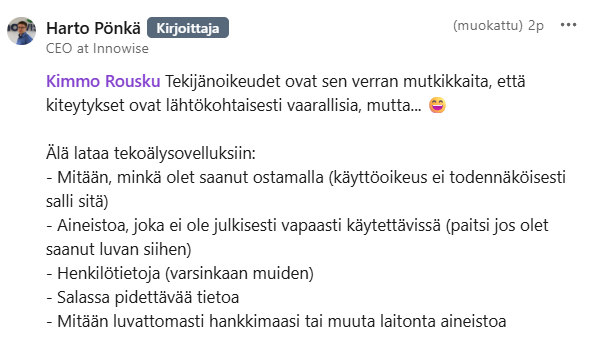 Harto Pönkä Kirjoittaja (muokattu) 2p
CEO at Innowise
Kimmo Rousku Tekijänoikeudet ovat sen verran mutkikkaita, että
kiteytykset ovat lähtökohtaisesti vaarallisia, mutta... 😄
Älä lataa tekoälysovelluksiin:
- Mitään, minkä olet saanut ostamalla (käyttöoikeus ei todennäköisesti
salli sitä)
- Aineistoa, joka ei ole julkisesti vapaasti käytettävissä (paitsi jos olet
saanut luvan siihen)
- Henkilötietoja (varsinkaan muiden)
- Salassa pidettävää tietoa
- Mitään luvattomasti hankkimaasi tai muuta laitonta aineistoa